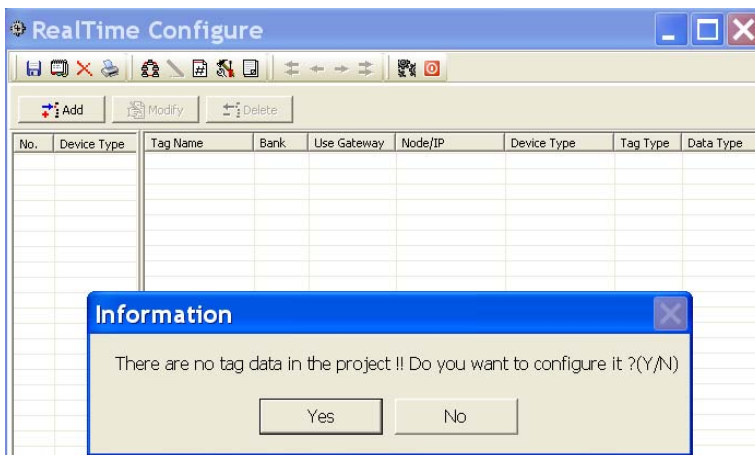 RealTime Configure
Add Modify Delete
No. Device Type Tag Name Bank Use Gateway Node/IP Device Type Tag Type Data Type
Information
There are no tag data in the project !! Do you want to configure it ?(Y/N)
Yes No